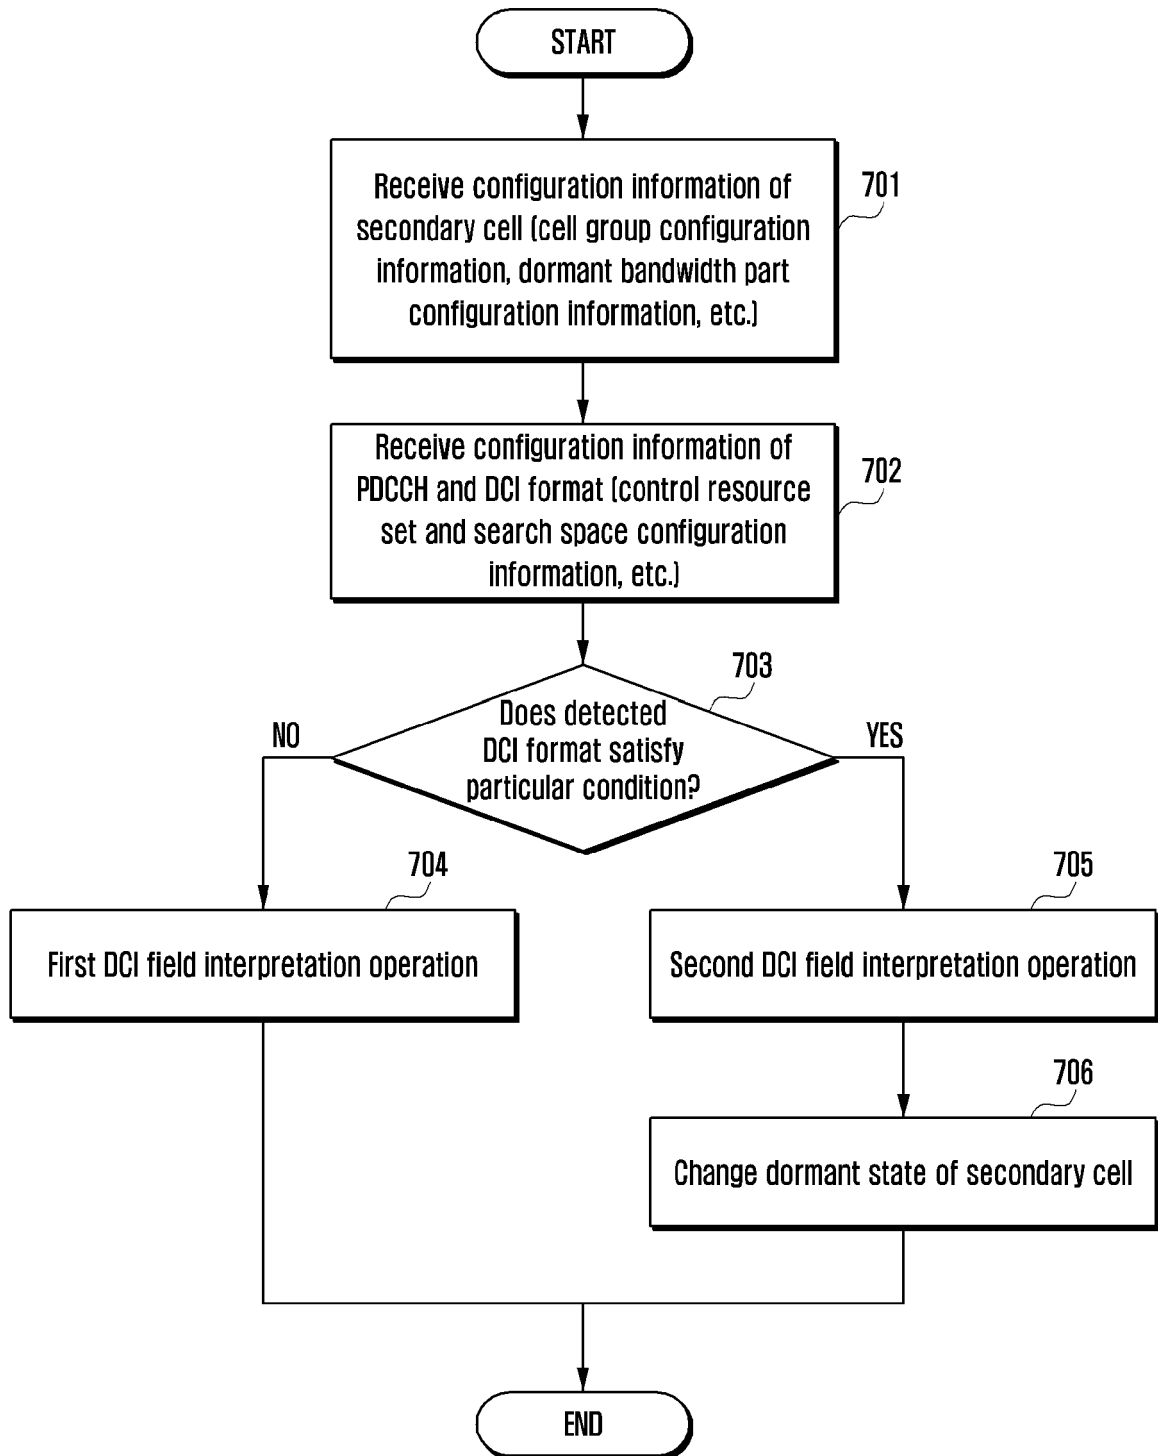 START
701
Receive configuration information of
secondary cell (cell group configuration
information, dormant bandwidth part
configuration information, etc.)
702
Receive configuration information of
PDCCH and DCI format (control resource
set and search space configuration
information, etc.)
703
Does detected
DCI format satisfy
particular condition?
NO
YES
704
First DCI field interpretation operation
705
Second DCI field interpretation operation
706
Change dormant state of secondary cell
END